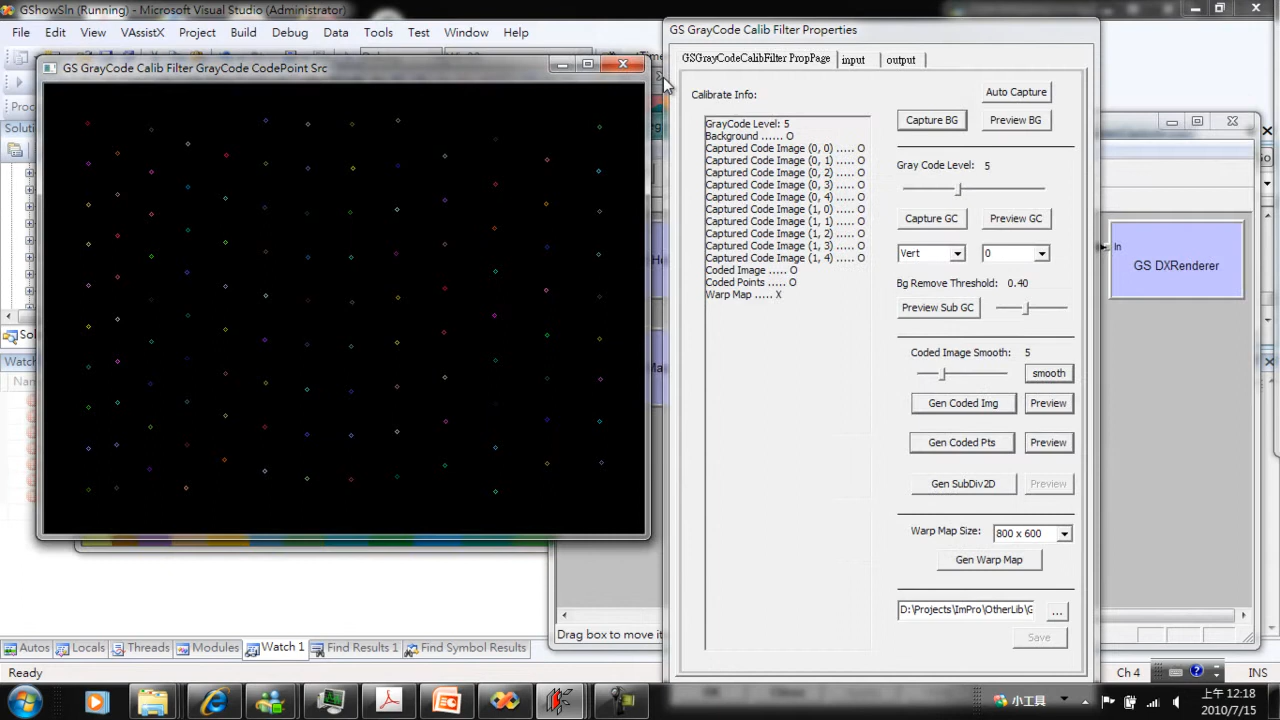 GShowSln (Running) - Microsoft Visual Studio (Administrator)
File Edit View VAssistX Project Build Debug Data Tools Test Window Help
GS GrayCode Calib Filter GrayCode CodePoint Src
GS GrayCode Calib Filter Properties
GSGrayCodeCalibFilter PropPage input output
Calibrate Info:
GrayCode Level: 5
Background ...... O
Captured Code Image (0, 0) ..... O
Captured Code Image (0, 1) ..... O
Captured Code Image (0, 2) ..... O
Captured Code Image (0, 3) ..... O
Captured Code Image (0, 4) ..... O
Captured Code Image (1, 0) ..... O
Captured Code Image (1, 1) ..... O
Captured Code Image (1, 2) ..... O
Captured Code Image (1, 3) ..... O
Captured Code Image (1, 4) ..... O
Coded Image ..... O
Coded Points ..... O
Warp Map ..... X
Auto Capture
Capture BG Preview BG
Gray Code Level: 5
Capture GC Preview GC
Vert 0
Bg Remove Threshold: 0.40
Preview Sub GC
Coded Image Smooth: 5
smooth
Gen Coded Img Preview
Gen Coded Pts Preview
Gen SubDiv2D Preview
Warp Map Size: 800 x 600
Gen Warp Map
D:\Projects\ImPro\OtherLib\G
...
Save
In
GS DXRenderer
Proc
Solutio
Sol
Watch
Nan
Drag box to move it
Autos Locals Threads Modules Watch 1 Find Results 1 Find Symbol Results
Ready
Ch 4
INS
小工具
上午 12:18
2010/7/15